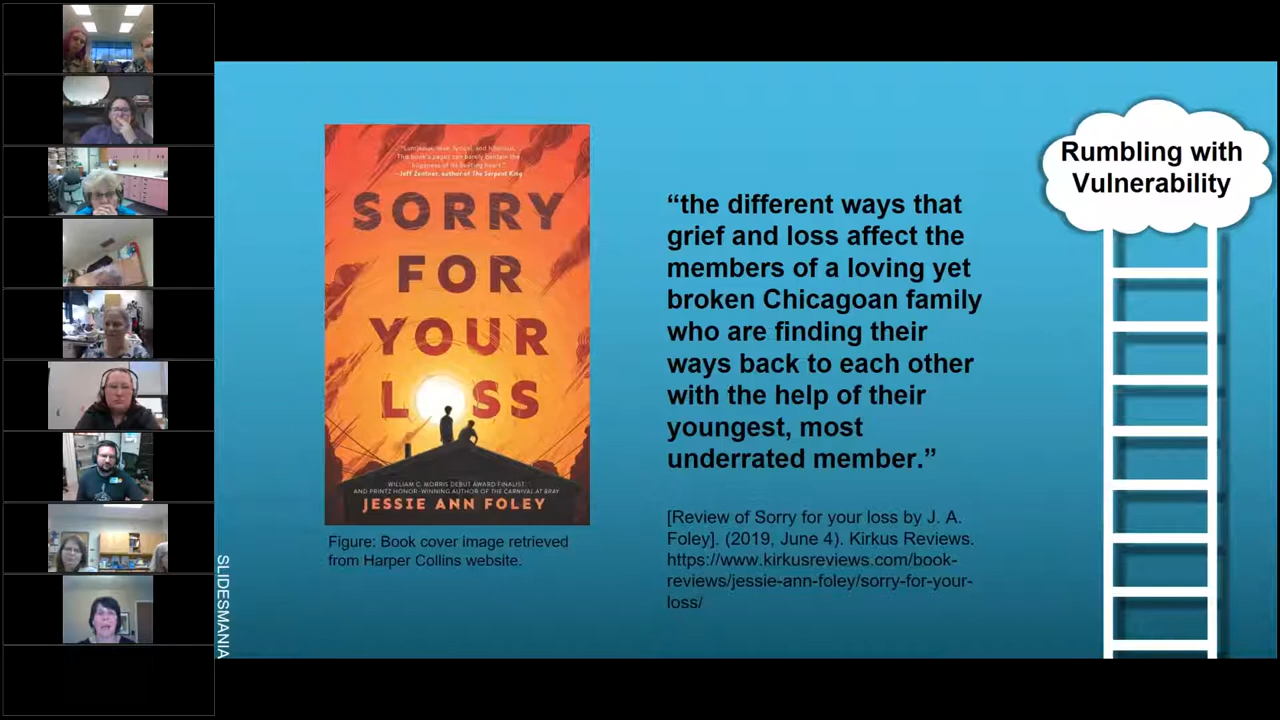 "Luminous, wise, lyrical, and hilarious.
This book's pages can barely contain the
bigness of its beating heart."
—Jeff Zentner, author of The Serpent King
SORRY
FOR
YOUR
LOSS
WILLIAM C. MORRIS DEBUT AWARD FINALIST
AND PRINTZ HONOR-WINNING AUTHOR OF THE CARNIVAL AT BRAY
JESSIE ANN FOLEY
Figure: Book cover image retrieved
from Harper Collins website.
“the different ways that
grief and loss affect the
members of a loving yet
broken Chicagoan family
who are finding their
ways back to each other
with the help of their
youngest, most
underrated member.”
[Review of Sorry for your loss by J. A.
Foley]. (2019, June 4). Kirkus Reviews.
https://www.kirkusreviews.com/book-
reviews/jessie-ann-foley/sorry-for-your-
loss/
Rumbling with
Vulnerability
SLIDESMANIA